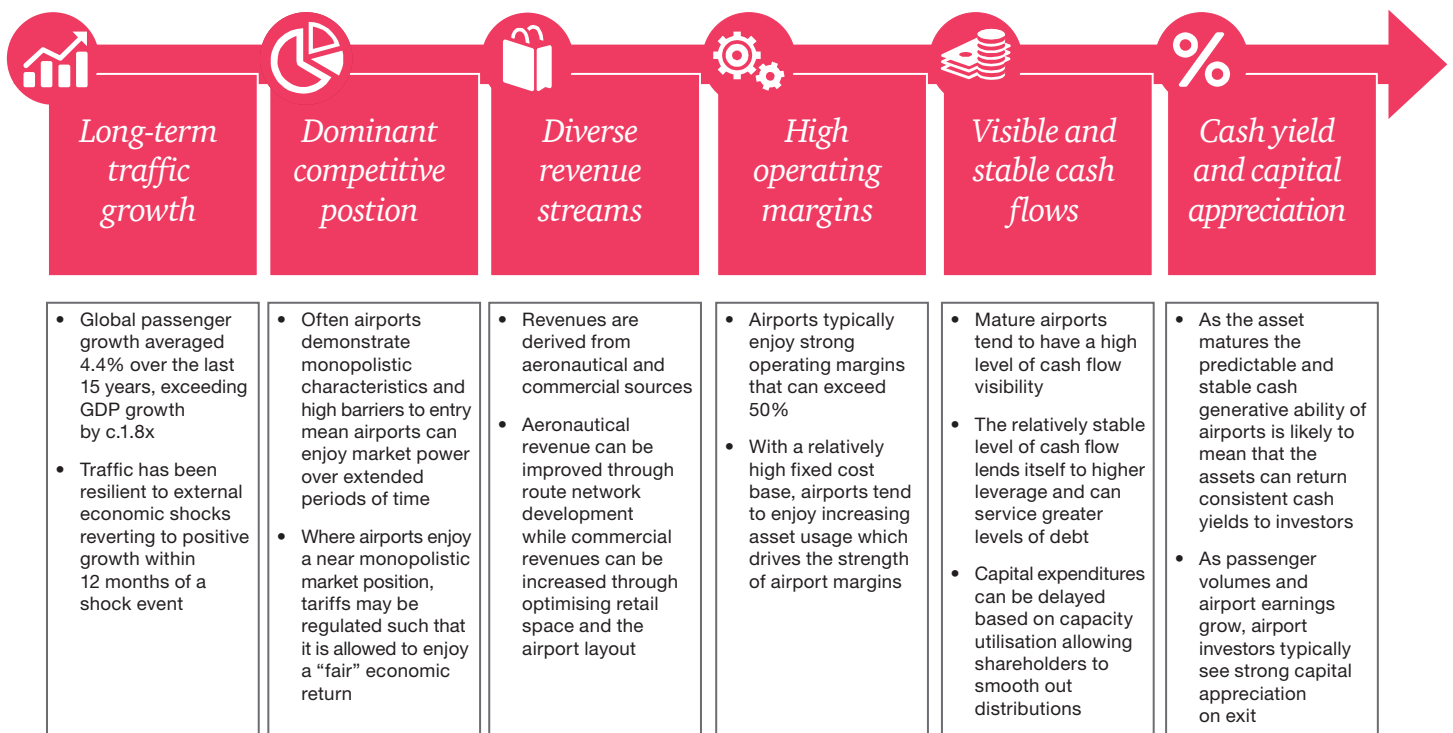 Long-term
traffic
growth
Dominant
competitive
postion
Diverse
revenue
streams
High
operating
margins
Visible and
stable cash
flows
Cash yield
and capital
appreciation
• Global passenger
growth averaged
4.4% over the last
15 years, exceeding
GDP growth
by c.1.8x
• Traffic has been
resilient to external
economic shocks
reverting to positive
growth within
12 months of a
shock event
• Often airports
demonstrate
monopolistic
characteristics and
high barriers to entry
mean airports can
enjoy market power
over extended
periods of time
• Where airports enjoy
a near monopolistic
market position,
tariffs may be
regulated such that
it is allowed to enjoy
a “fair” economic
return
• Revenues are
derived from
aeronautical and
commercial sources
• Aeronautical
revenue can be
improved through
route network
development
while commercial
revenues can be
increased through
optimising retail
space and the
airport layout
• Airports typically
enjoy strong
operating margins
that can exceed
50%
• With a relatively
high fixed cost
base, airports tend
to enjoy increasing
asset usage which
drives the strength
of airport margins
• Mature airports
tend to have a high
level of cash flow
visibility
• The relatively stable
level of cash flow
lends itself to higher
leverage and can
service greater
levels of debt
• Capital expenditures
can be delayed
based on capacity
utilisation allowing
shareholders to
smooth out
distributions
• As the asset
matures the
predictable and
stable cash
generative ability of
airports is likely to
mean that the
assets can return
consistent cash
yields to investors
• As passenger
volumes and
airport earnings
grow, airport
investors typically
see strong capital
appreciation
on exit